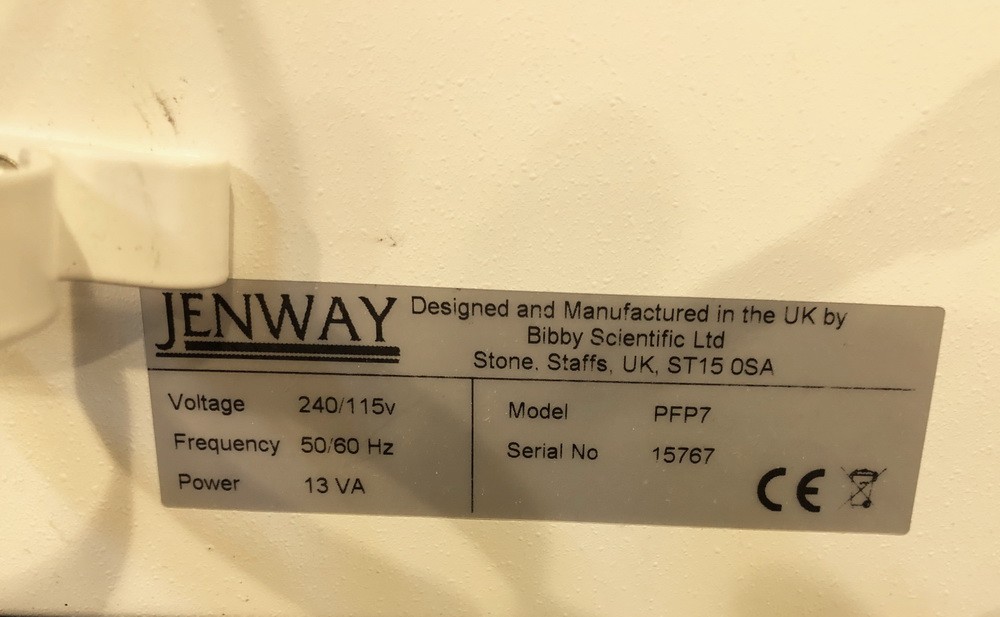 JENWAY
Designed and Manufactured in the UK by
Bibby Scientific Ltd
Stone, Staffs, UK, ST15 0SA
Voltage 240/115v
Frequency 50/60 Hz
Power 13 VA
Model PFP7
Serial No 15767
CE